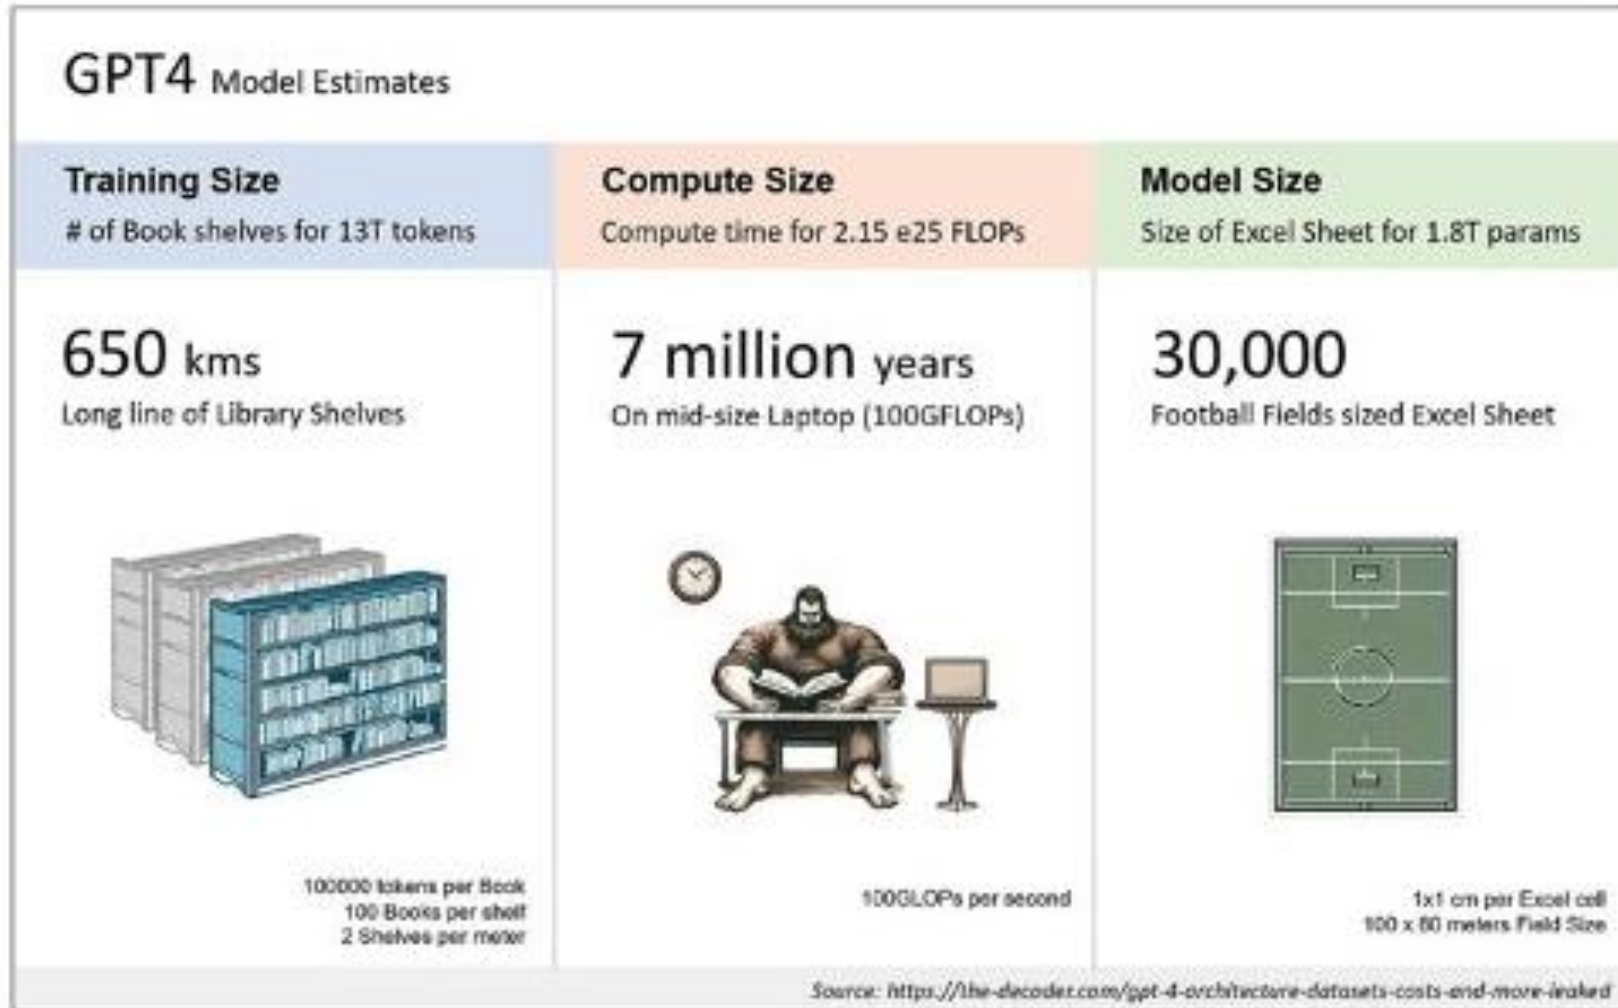 GPT4 Model Estimates
Training Size
# of Book shelves for 13T tokens
650 kms
Long line of Library Shelves
100000 tokens per Book
100 Books per shelf
2 Shelves per meter
Compute Size
Compute time for 2.15 e25 FLOPs
7 million years
On mid-size Laptop (100GFLOPs)
100GLOPs per second
Model Size
Size of Excel Sheet for 1.8T params
30,000
Football Fields sized Excel Sheet
1x1 cm per Excel cell
100 x 60 meters Field Size
Source: https://the-decoder.com/gpt-4-architecture-datasets-costs-and-more-leaked